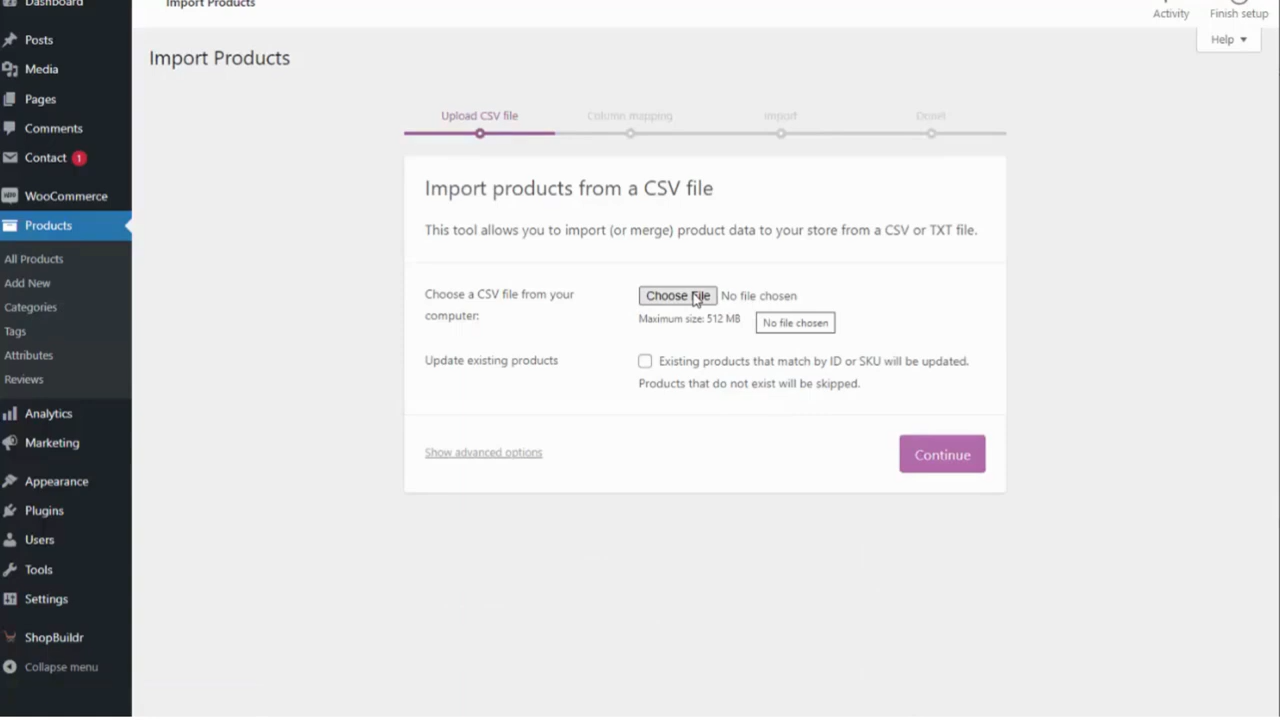 Dashboard
Import Products
Activity
Finish setup
Help
Posts
Media
Pages
Comments
Contact 1
WooCommerce
Products
All Products
Add New
Categories
Tags
Attributes
Reviews
Analytics
Marketing
Appearance
Plugins
Users
Tools
Settings
ShopBuildr
Collapse menu
Import Products
Upload CSV file
Column mapping
Import
Done!
Import products from a CSV file
This tool allows you to import (or merge) product data to your store from a CSV or TXT file.
Choose a CSV file from your
computer:
Choose File No file chosen
Maximum size: 512 MB
No file chosen
Update existing products
Existing products that match by ID or SKU will be updated.
Products that do not exist will be skipped.
Show advanced options
Continue